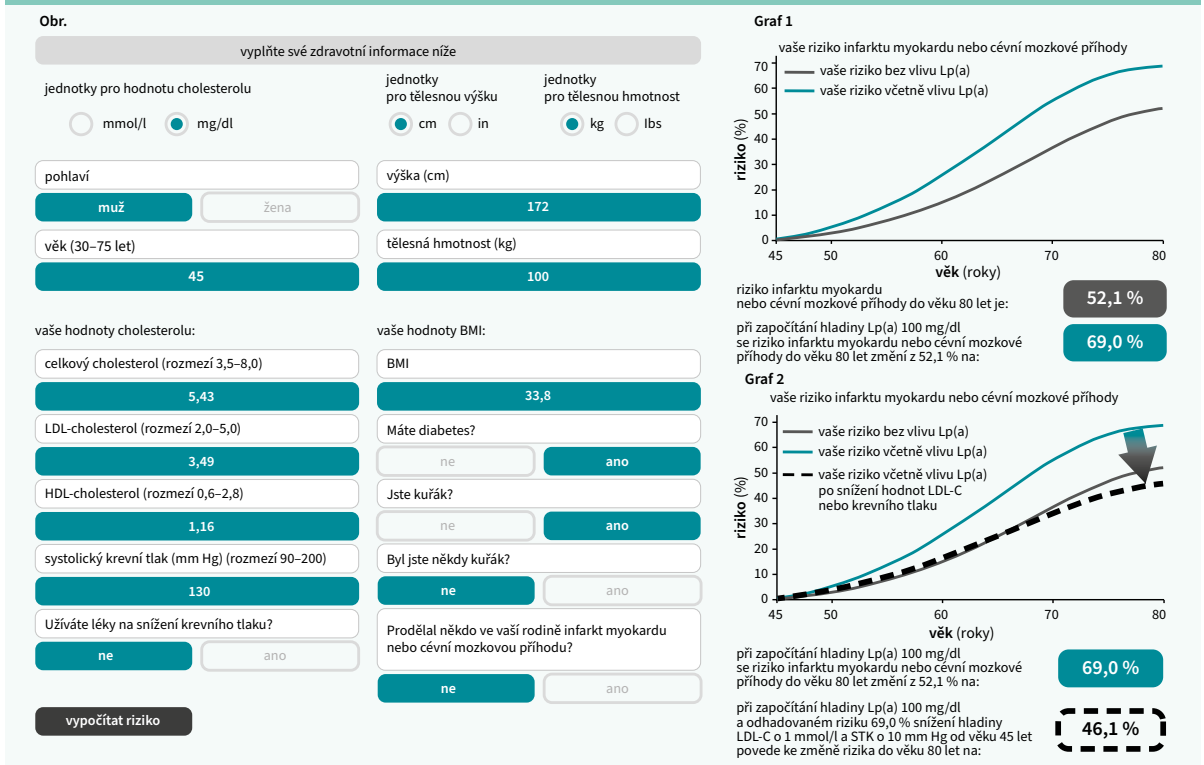 Obr.
vyplňte své zdravotní informace níže
jednotky pro hodnotu cholesterolu
mmol/l
mg/dl
jednotky
pro tělesnou výšku
cm
in
jednotky
pro tělesnou hmotnost
kg
lbs
pohlaví
muž
žena
věk (30–75 let)
45
výška (cm)
172
tělesná hmotnost (kg)
100
vaše hodnoty cholesterolu:
celkový cholesterol (rozmezí 3,5–8,0)
5,43
LDL-cholesterol (rozmezí 2,0–5,0)
3,49
HDL-cholesterol (rozmezí 0,6–2,8)
1,16
systolický krevní tlak (mm Hg) (rozmezí 90–200)
130
Užíváte léky na snížení krevního tlaku?
ne
ano
vypočítat riziko
vaše hodnoty BMI:
BMI
33,8
Máte diabetes?
ne
ano
Jste kuřák?
ne
ano
Byl jste někdy kuřák?
ne
ano
Prodělal někdo ve vaší rodině infarkt myokardu
nebo cévní mozkovou příhodu?
ne
ano
Graf 1
vaše riziko infarktu myokardu nebo cévní mozkové příhody
vaše riziko bez vlivu Lp(a)
vaše riziko včetně vlivu Lp(a)
riziko (%)
70
60
50
40
30
20
10
0
45
50
60
70
80
věk (roky)
riziko infarktu myokardu
nebo cévní mozkové příhody do věku 80 let je:
52,1 %
při započítání hladiny Lp(a) 100 mg/dl
se riziko infarktu myokardu nebo cévní mozkové
příhody do věku 80 let změní z 52,1 % na:
69,0 %
Graf 2
vaše riziko infarktu myokardu nebo cévní mozkové příhody
vaše riziko bez vlivu Lp(a)
vaše riziko včetně vlivu Lp(a)
vaše riziko včetně vlivu Lp(a)
po snížení hodnot LDL-C
nebo krevního tlaku
riziko (%)
70
60
50
40
30
20
10
0
45
50
60
70
80
věk (roky)
při započítání hladiny Lp(a) 100 mg/dl
se riziko infarktu myokardu nebo cévní mozkové
příhody do věku 80 let změní z 52,1 % na:
69,0 %
při započítání hladiny Lp(a) 100 mg/dl
a odhadovaném riziku 69,0 % snížení hladiny
LDL-C o 1 mmol/l a STK o 10 mm Hg od věku 45 let
povede ke změně rizika do věku 80 let na:
46,1 %